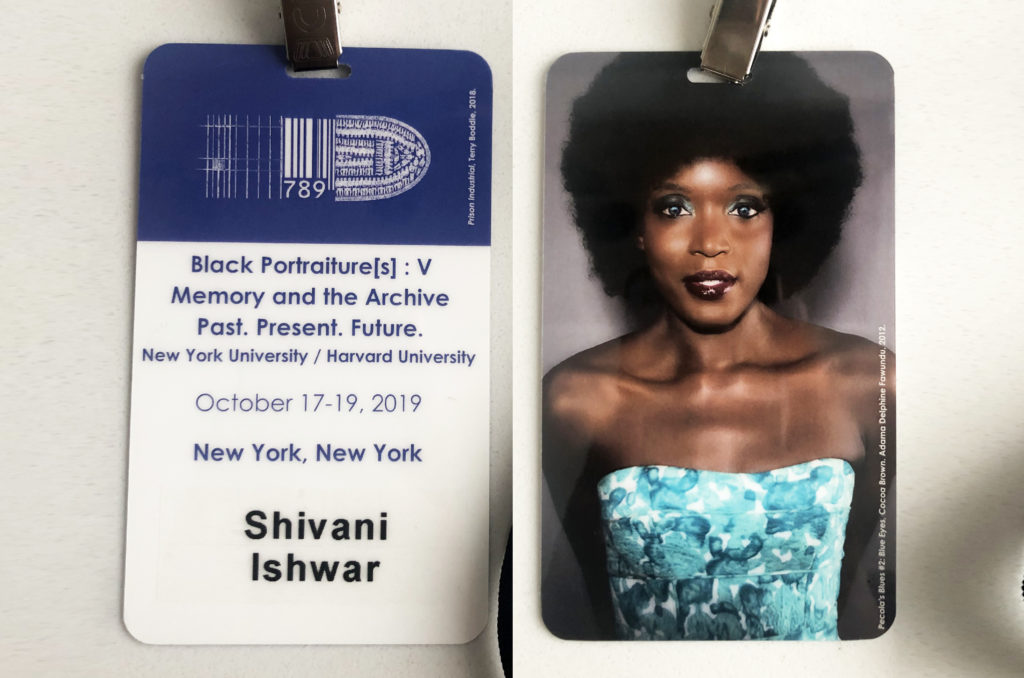 789
Prison Industrial, Terry Boddie, 2018.
Black Portraiture[s] : V
Memory and the Archive
Past. Present. Future.
New York University / Harvard University
October 17-19, 2019
New York, New York
Shivani
Ishwar
Pecola's Blues #2: Blue Eyes, Cocoa Brown. Adama Delphine Fawundu, 2012.